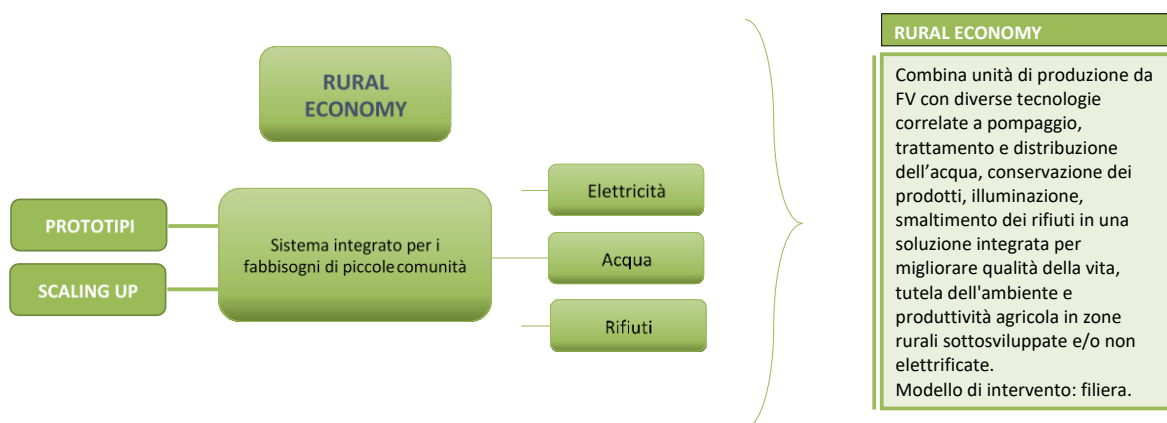 RURAL
ECONOMY
PROTOTIPI
SCALING UP
Sistema integrato per i
fabbisogni di piccole comunità
Elettricità
Acqua
Rifiuti
RURAL ECONOMY
Combina unità di produzione da
FV con diverse tecnologie
correlate a pompaggio,
trattamento e distribuzione
dell’acqua, conservazione dei
prodotti, illuminazione,
smaltimento dei rifiuti in una
soluzione integrata per
migliorare qualità della vita,
tutela dell'ambiente e
produttività agricola in zone
rurali sottosviluppate e/o non
elettrificate.
Modello di intervento: filiera.